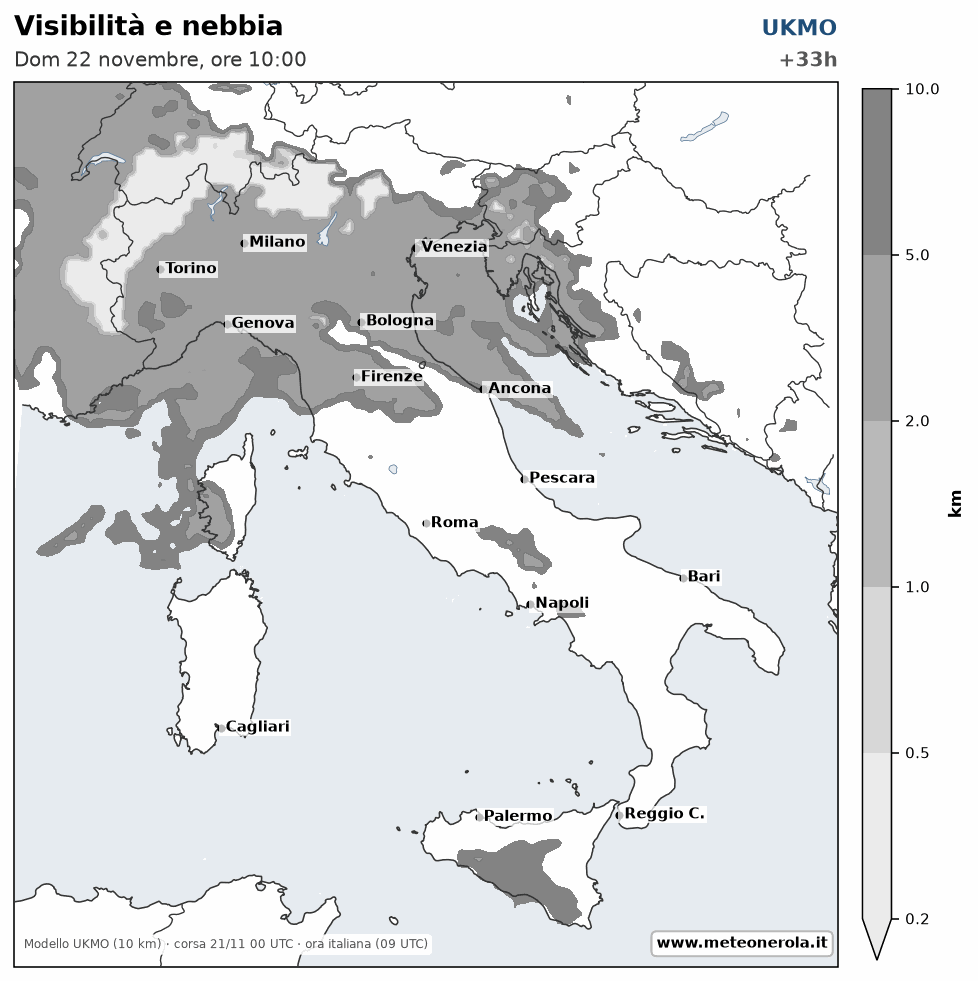 Visibilità e nebbia
UKMO
Dom 22 novembre, ore 10:00
+33h
10.0
5.0
2.0
1.0
0.5
0.2
km
Milano
Venezia
Torino
Genova
Bologna
Firenze
Ancona
Pescara
Roma
Bari
Napoli
Cagliari
Palermo
Reggio C.
Modello UKMO (10 km) · corsa 21/11 00 UTC · ora italiana (09 UTC)
www.meteonerola.it